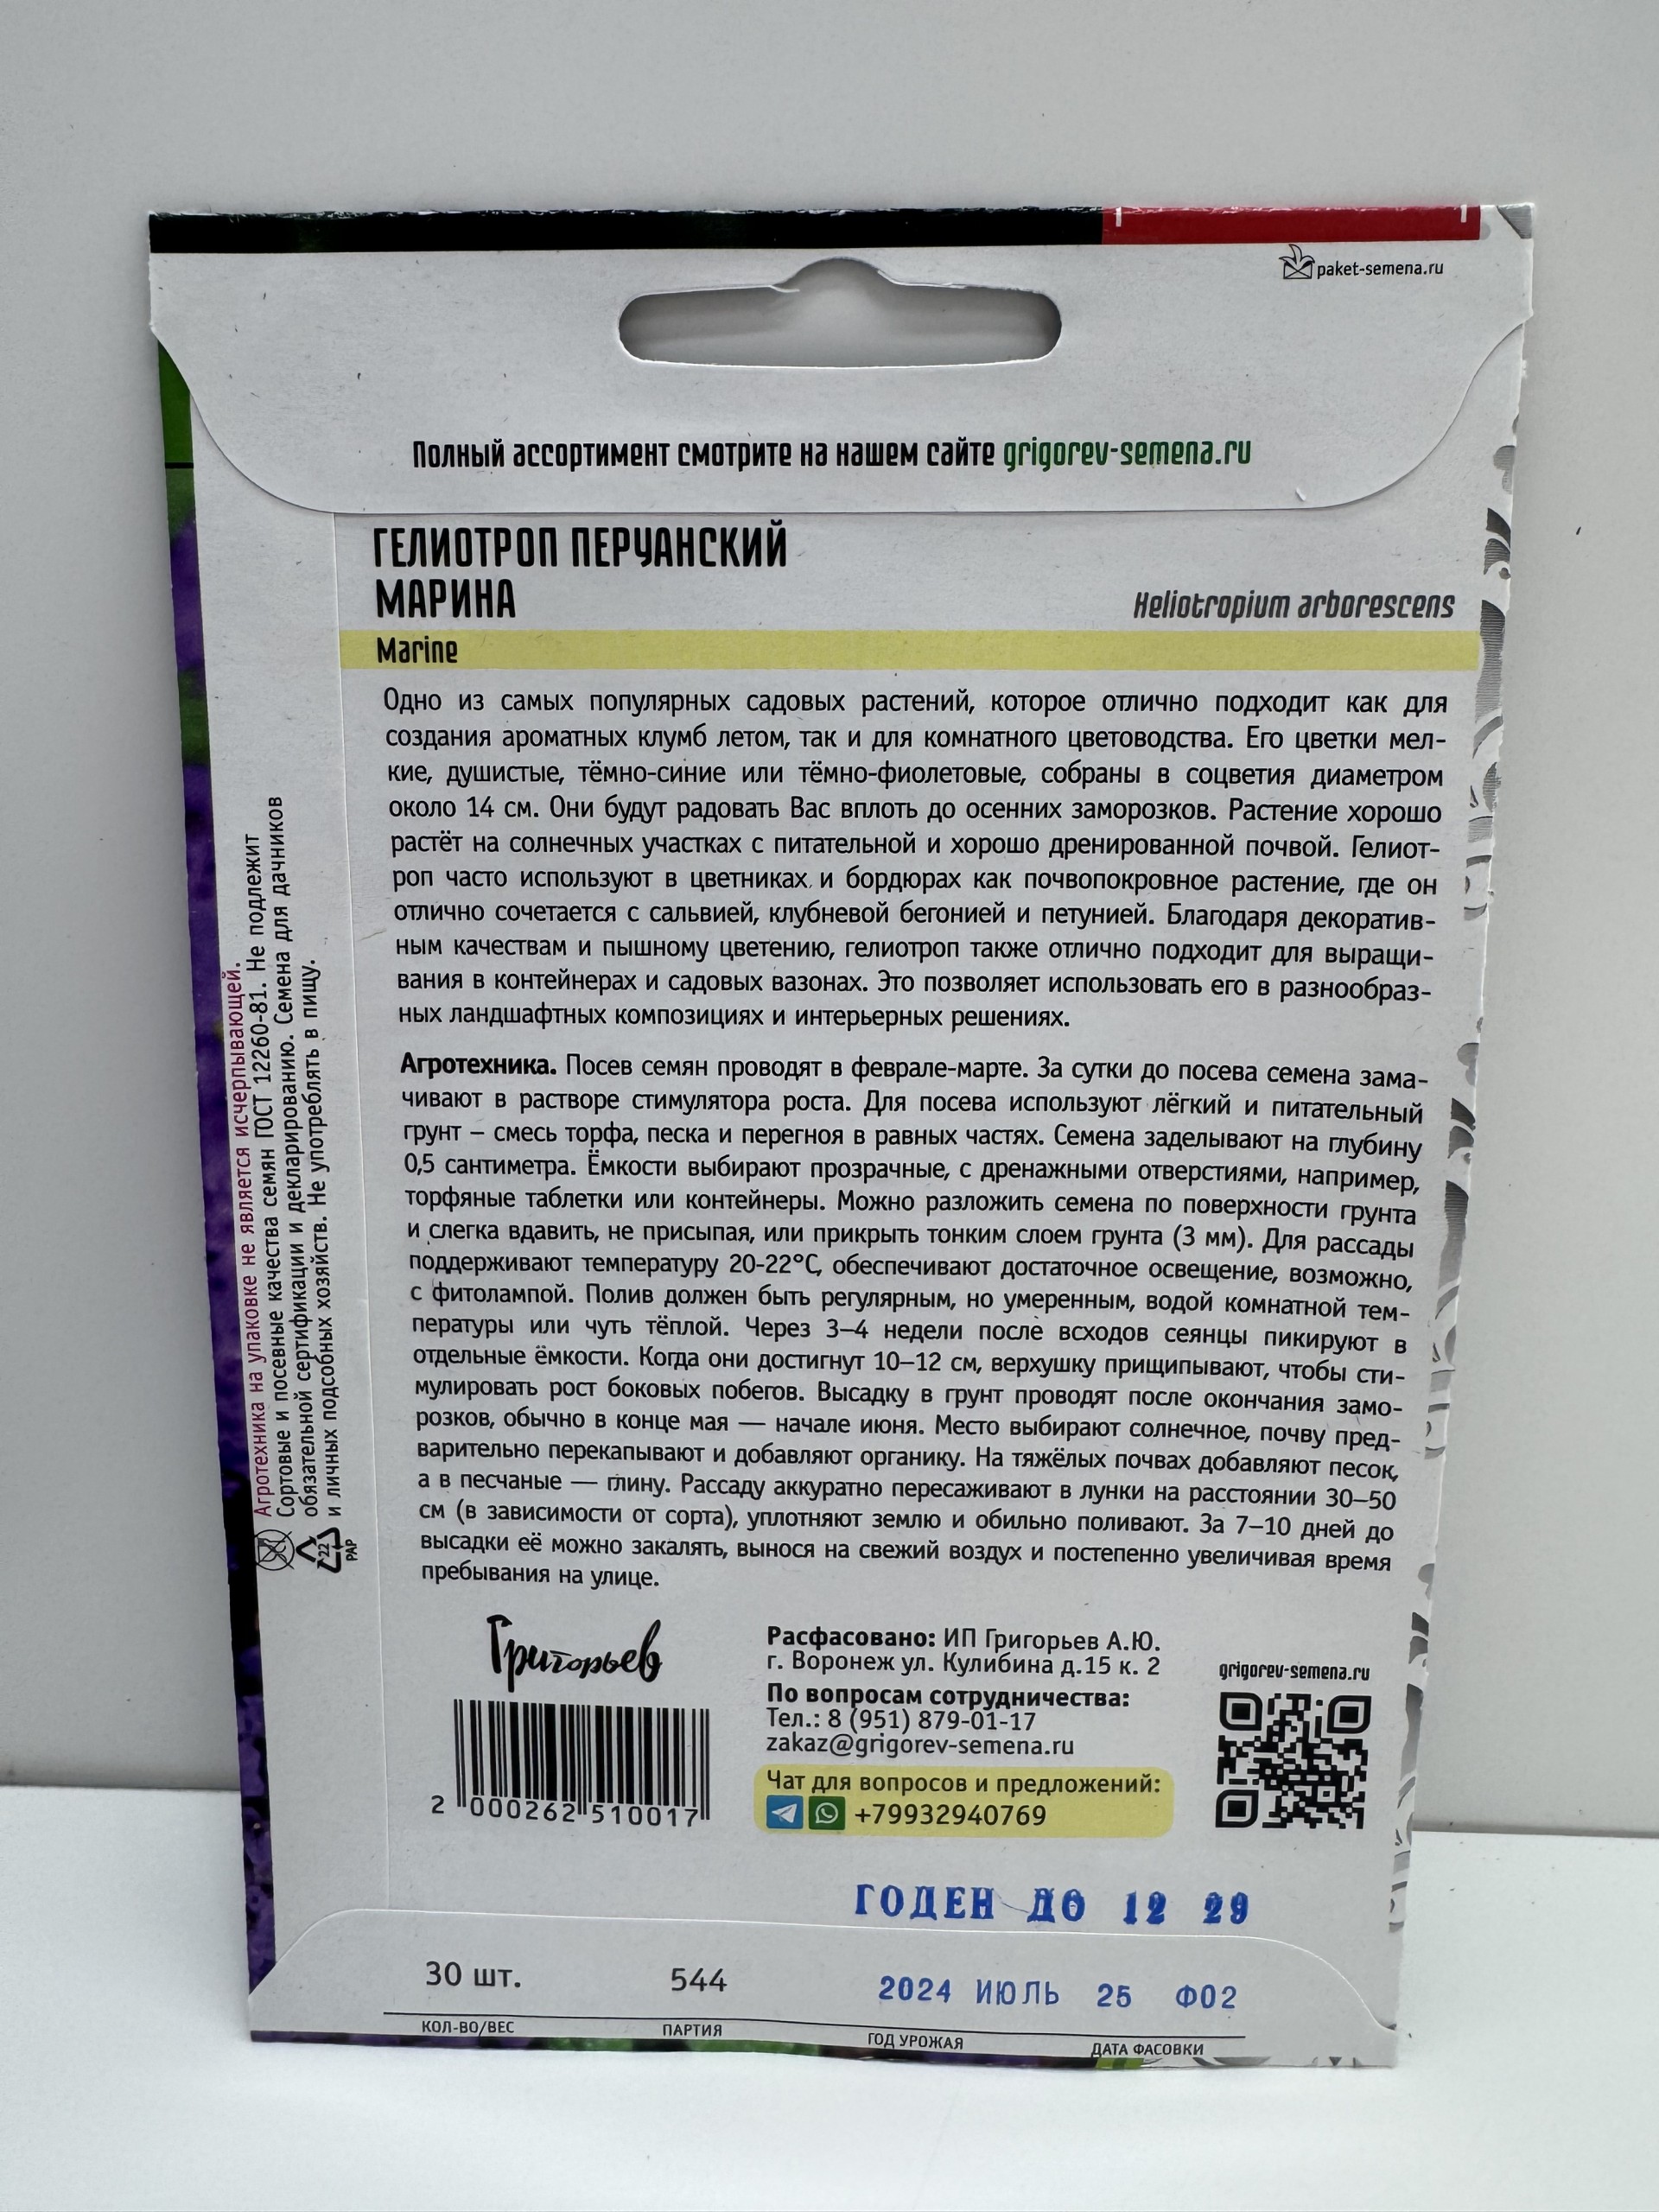 paket-semena.ru
Полный ассортимент смотрите на нашем сайте grigorev-semena.ru
ГЕЛИОТРОП ПЕРУАНСКИЙ
МАРИНА
Heliotropium arborescens
Marine
Одно из самых популярных садовых растений, которое отлично подходит как для
создания ароматных клумб летом, так и для комнатного цветоводства. Его цветки мел-
кие, душистые, тёмно-синие или тёмно-фиолетовые, собраны в соцветия диаметром
около 14 см. Они будут радовать Вас вплоть до осенних заморозков. Растение хорошо
растёт на солнечных участках с питательной и хорошо дренированной почвой. Гелиот-
роп часто используют в цветниках и бордюрах как почвопокровное растение, где он
отлично сочетается с сальвией, клубневой бегонией и петунией. Благодаря декоратив-
ным качествам и пышному цветению, гелиотроп также отлично подходит для выращи-
вания в контейнерах и садовых вазонах. Это позволяет использовать его в разнообраз-
ных ландшафтных композициях и интерьерных решениях.
Агротехника. Посев семян проводят в феврале-марте. За сутки до посева семена зама-
чивают в растворе стимулятора роста. Для посева используют лёгкий и питательный
грунт – смесь торфа, песка и перегноя в равных частях. Семена заделывают на глубину
0,5 сантиметра. Ёмкости выбирают прозрачные, с дренажными отверстиями, например,
торфяные таблетки или контейнеры. Можно разложить семена по поверхности грунта
и слегка вдавить, не присыпая, или прикрыть тонким слоем грунта (3 мм). Для рассады
поддерживают температуру 20-22°С, обеспечивают достаточное освещение, возможно,
с фитолампой. Полив должен быть регулярным, но умеренным, водой комнатной тем-
пературы или чуть тёплой. Через 3–4 недели после всходов сеянцы пикируют в
отдельные ёмкости. Когда они достигнут 10–12 см, верхушку прищипывают, чтобы сти-
мулировать рост боковых побегов. Высадку в грунт проводят после окончания замо-
розков, обычно в конце мая — начале июня. Место выбирают солнечное, почву пред-
варительно перекапывают и добавляют органику. На тяжёлых почвах добавляют песок,
а в песчаные — глину. Рассаду аккуратно пересаживают в лунки на расстоянии 30–50
см (в зависимости от сорта), уплотняют землю и обильно поливают. За 7–10 дней до
высадки её можно закалять, вынося на свежий воздух и постепенно увеличивая время
пребывания на улице.
Агротехника на упаковке не является исчерпывающей.
Сортовые и посевные качества семян ГОСТ 12260-81. Не подлежит
обязательной сертификации и декларированию. Семена для дачников
и личных подсобных хозяйств. Не употреблять в пищу.
22
PAP
Григорьев
2 000262 510017
Расфасовано: ИП Григорьев А.Ю.
г. Воронеж ул. Кулибина д.15 к. 2
По вопросам сотрудничества:
Тел.: 8 (951) 879-01-17
zakaz@grigorev-semena.ru
Чат для вопросов и предложений:
+79932940769
grigorev-semena.ru
ГОДЕН ДО 12 29
30 шт. 544 2024 ИЮЛЬ 25 Ф02
КОЛ-ВО/ВЕС ПАРТИЯ ГОД УРОЖАЯ ДАТА ФАСОВКИ